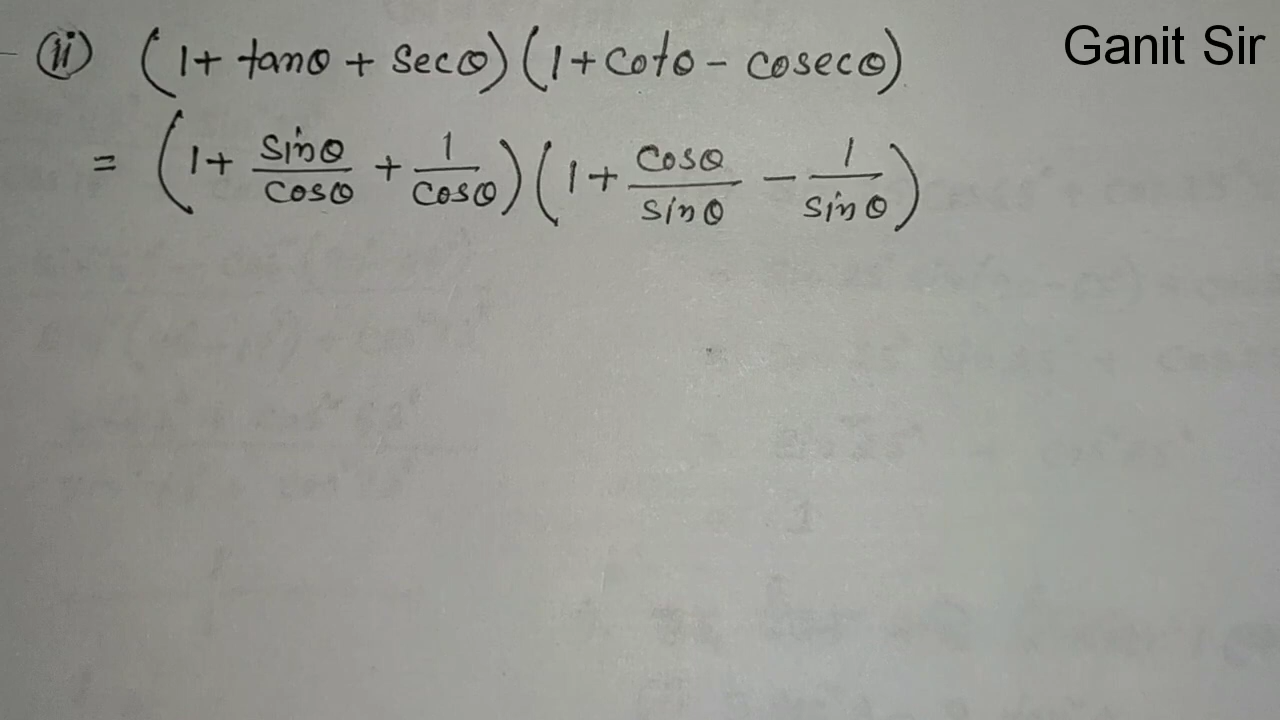 (ii) (1 + tanθ + secθ)(1 + cotθ - cosecθ) Ganit Sir
= (1 + sinθ/cosθ + 1/cosθ)(1 + cosθ/sinθ - 1/sinθ)